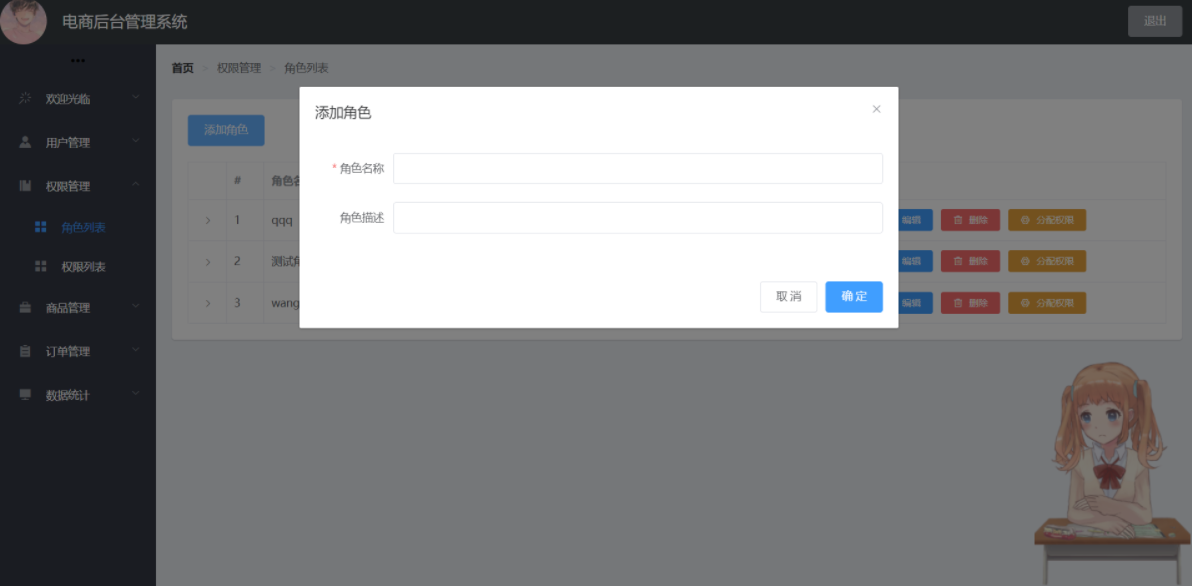 电商后台管理系统
退出
•••
欢迎光临
用户管理
权限管理
角色列表
权限列表
商品管理
订单管理
数据统计
首页 > 权限管理 > 角色列表
添加角色
# 角色名
1 qqq 编辑 删除 分配权限
2 测试角 编辑 删除 分配权限
3 wang 编辑 删除 分配权限
添加角色 ×
* 角色名称
角色描述
取消 确定